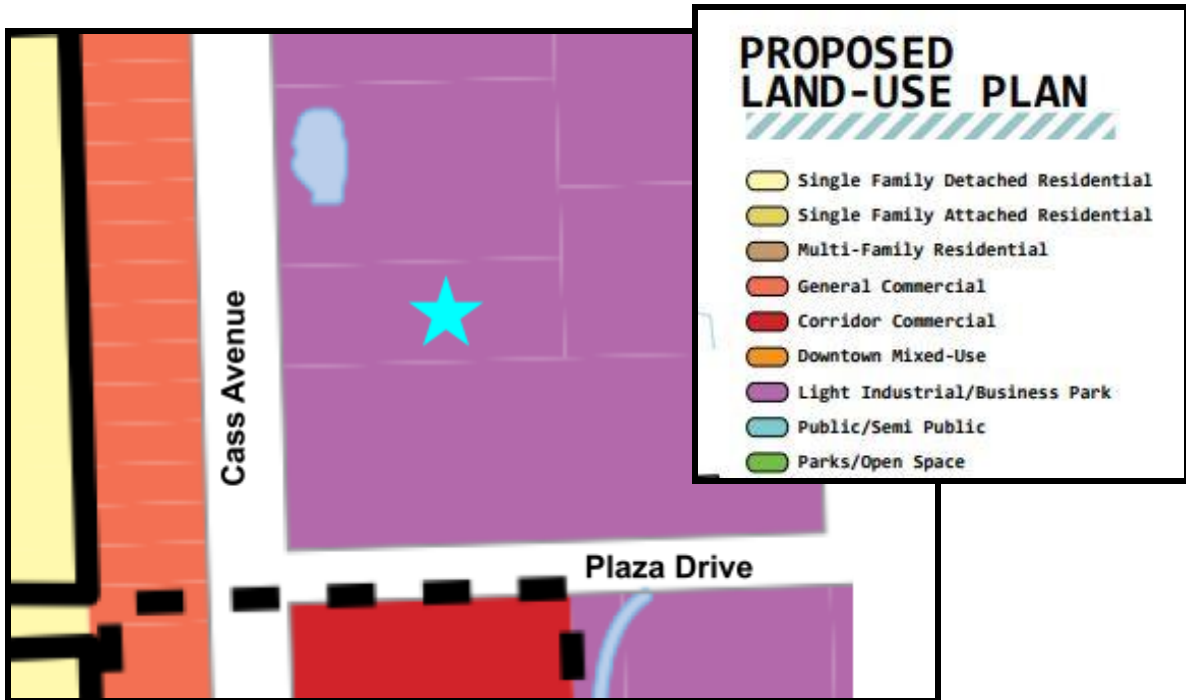 PROPOSED
LAND-USE PLAN
Single Family Detached Residential
Single Family Attached Residential
Multi-Family Residential
General Commercial
Corridor Commercial
Downtown Mixed-Use
Light Industrial/Business Park
Public/Semi Public
Parks/Open Space
Cass Avenue
Plaza Drive